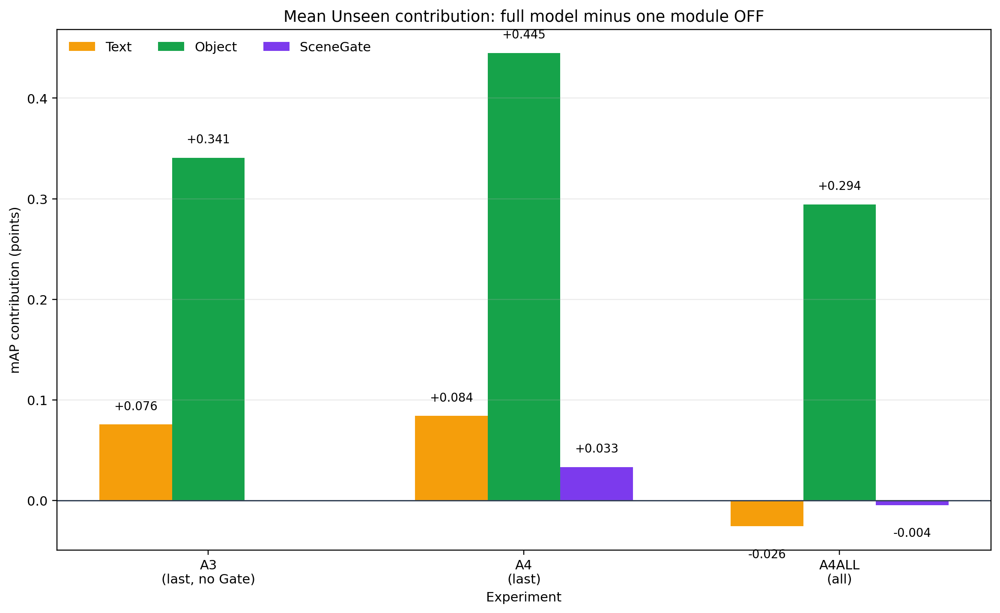 Mean Unseen contribution: full model minus one module OFF
+0.445
Text
Object
SceneGate
0.4
+0.341
+0.294
0.3
0.2
0.1
+0.076
+0.084
+0.033
0.0
-0.004
-0.026
mAP contribution (points)
A3
(last, no Gate)
A4
(last)
A4ALL
(all)
Experiment